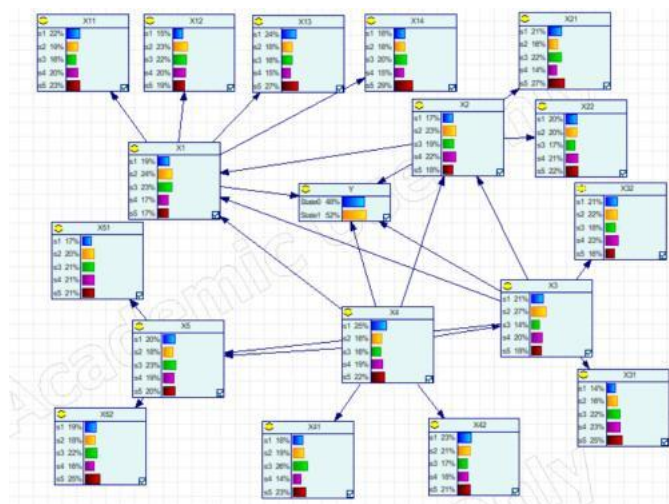 X11
s1 22%
s2 19%
s3 16%
s4 20%
s5 23%
X12
s1 15%
s2 23%
s3 22%
s4 20%
s5 19%
X13
s1 24%
s2 18%
s3 16%
s4 15%
s5 27%
X14
s1 18%
s2 18%
s3 20%
s4 15%
s5 29%
X21
s1 21%
s2 16%
s3 22%
s4 14%
s5 27%
X2
s1 17%
s2 23%
s3 19%
s4 22%
s5 18%
X22
s1 20%
s2 20%
s3 17%
s4 21%
s5 22%
X1
s1 19%
s2 24%
s3 23%
s4 17%
s5 17%
Y
State0 48%
State1 52%
X32
s1 21%
s2 22%
s3 18%
s4 23%
s5 16%
X51
s1 17%
s2 20%
s3 21%
s4 21%
s5 21%
X3
s1 21%
s2 27%
s3 14%
s4 20%
s5 18%
X4
s1 25%
s2 18%
s3 16%
s4 19%
s5 22%
X5
s1 20%
s2 18%
s3 23%
s4 19%
s5 20%
X31
s1 14%
s2 16%
s3 22%
s4 23%
s5 25%
X52
s1 19%
s2 18%
s3 22%
s4 16%
s5 25%
X41
s1 18%
s2 19%
s3 26%
s4 14%
s5 23%
X42
s1 23%
s2 21%
s3 17%
s4 18%
s5 21%
Academic
only